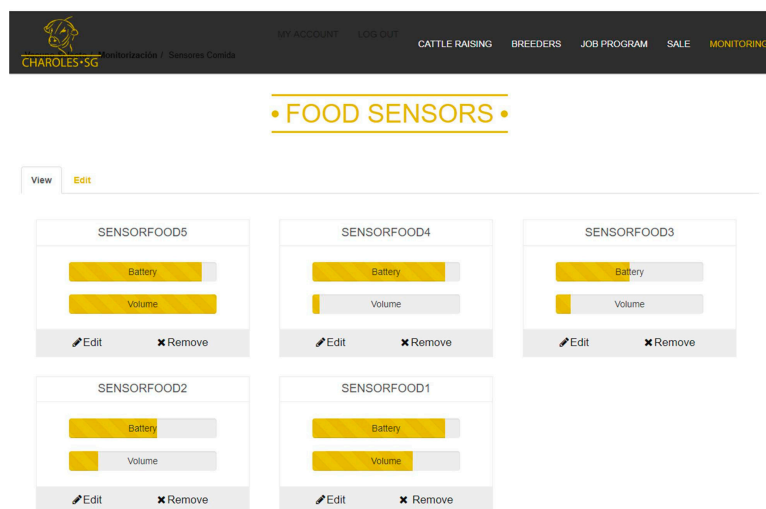 MY ACCOUNT LOG OUT
CATTLE RAISING BREEDERS JOB PROGRAM SALE MONITORING
Monitorización / Sensores Comida
CHAROLES•SG
• FOOD SENSORS •
View Edit
SENSORFOOD5 SENSORFOOD4 SENSORFOOD3
Battery Battery Battery
Volume Volume Volume
Edit Remove Edit Remove Edit Remove
SENSORFOOD2 SENSORFOOD1
Battery Battery
Volume Volume
Edit Remove Edit Remove